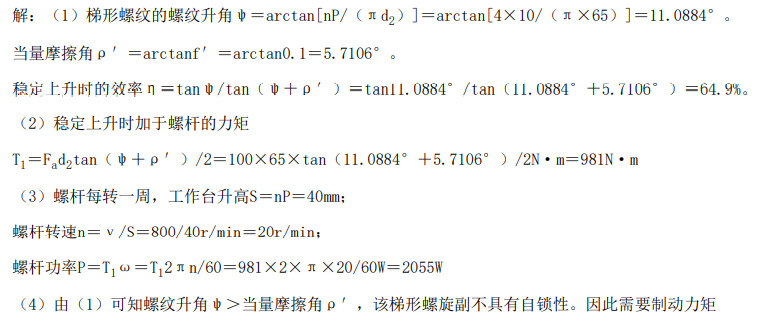 解：（1）梯形螺纹的螺纹升角ψ＝arctan[nP/（πd₂）]＝arctan[4×10/（π×65）]＝11.0884°。
当量摩擦角ρ′＝arctanf′＝arctan0.1＝5.7106°。
稳定上升时的效率η＝tanψ/tan（ψ＋ρ′）＝tan11.0884°/tan（11.0884°＋5.7106°）＝64.9%。
（2）稳定上升时加于螺杆的力矩
T₁＝Fₐd₂tan（ψ＋ρ′）/2＝100×65×tan（11.0884°＋5.7106°）/2N·m＝981N·m
（3）螺杆每转一周，工作台升高S＝nP＝40mm；
螺杆转速n＝ν/S＝800/40r/min＝20r/min；
螺杆功率P＝T₁ω＝T₁2πn/60＝981×2×π×20/60W＝2055W
（4）由（1）可知螺纹升角ψ＞当量摩擦角ρ′，该梯形螺旋副不具有自锁性。因此需要制动力矩